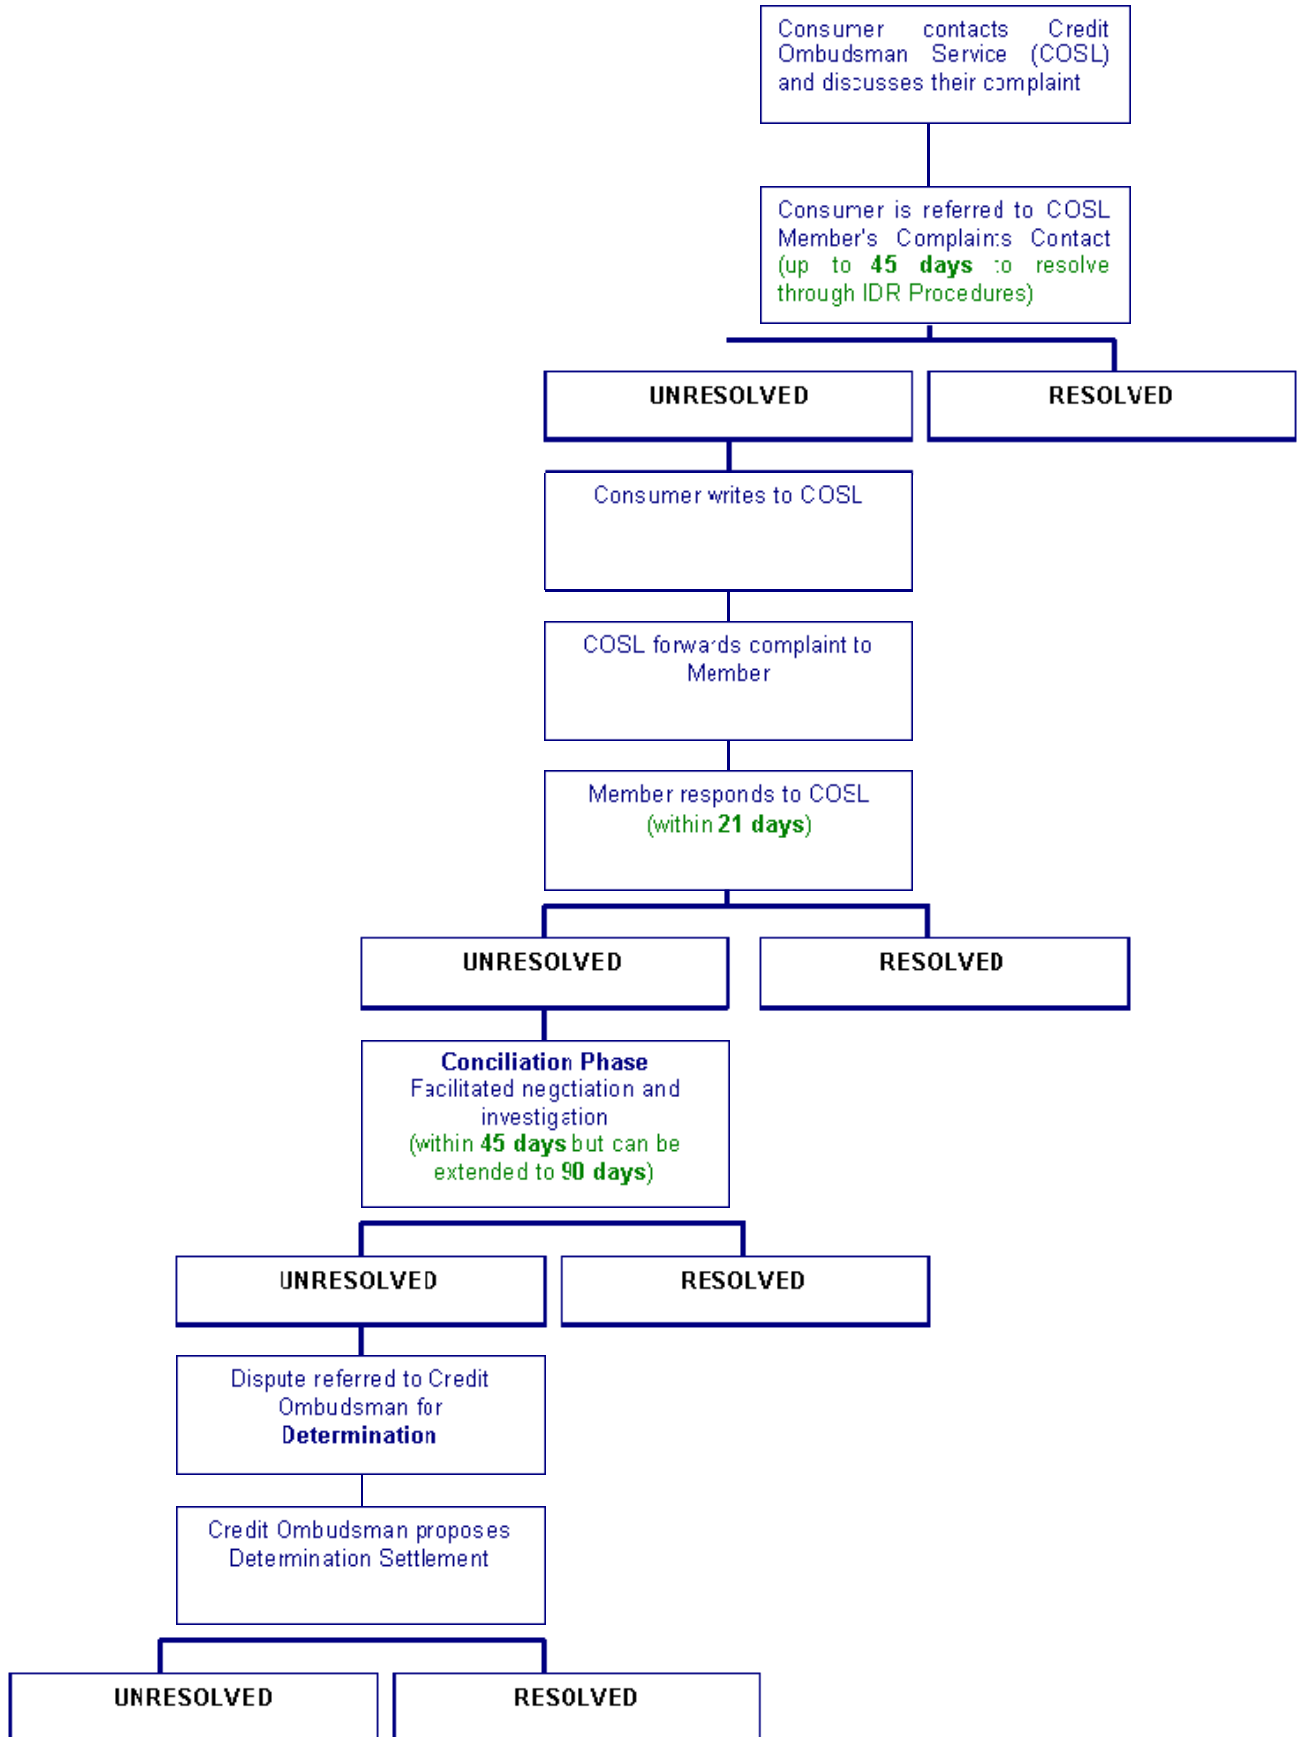 Consumer contacts Credit
Ombudsman Service (COSL)
and discusses their complaint
Consumer is referred to COSL
Member's Complaints Contact
(up to 45 days to resolve
through IDR Procedures)
UNRESOLVED
RESOLVED
Consumer writes to COSL
COSL forwards complaint to
Member
Member responds to COSL
(within 21 days)
UNRESOLVED
RESOLVED
Conciliation Phase
Facilitated negotiation and
investigation
(within 45 days but can be
extended to 90 days)
UNRESOLVED
RESOLVED
Dispute referred to Credit
Ombudsman for
Determination
Credit Ombudsman proposes
Determination Settlement
UNRESOLVED
RESOLVED